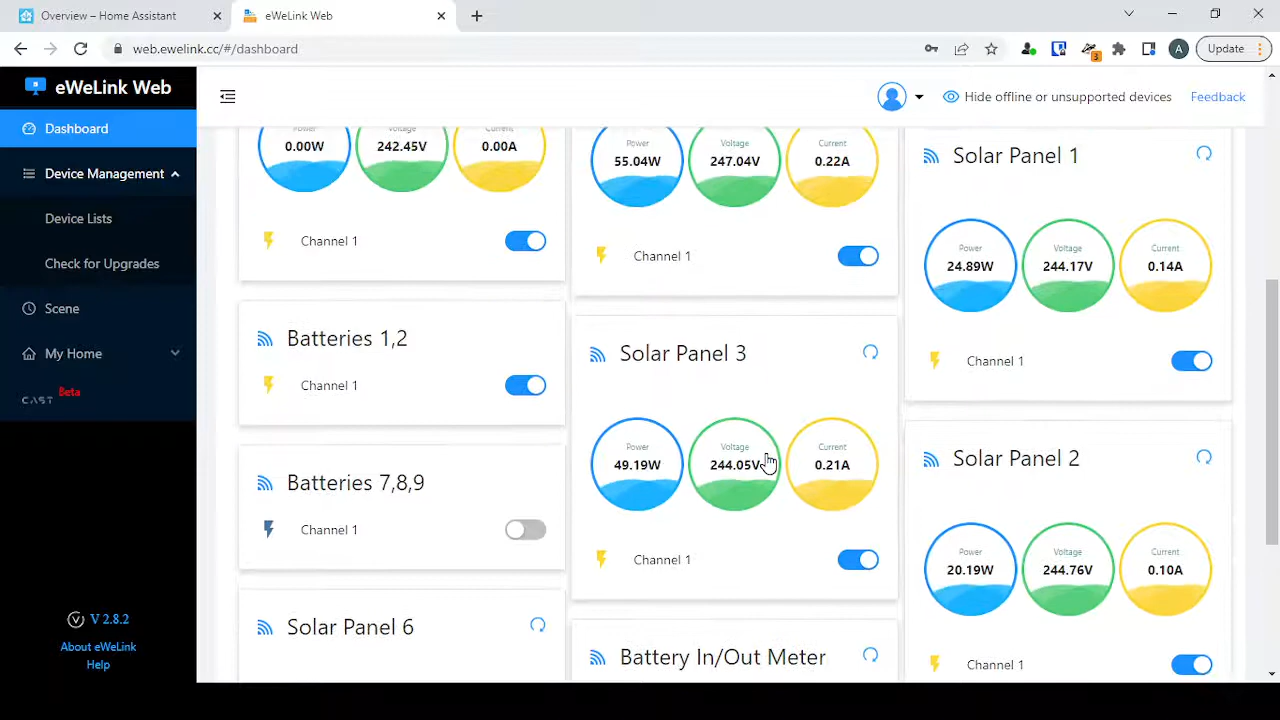 Overview – Home Assistant
eWeLink Web
web.ewelink.cc/#/dashboard
3
A
Update
eWeLink Web
Hide offline or unsupported devices
Feedback
Dashboard
Device Management
Device Lists
Check for Upgrades
Scene
My Home
CAST Beta
V 2.8.2
About eWeLink
Help
0.00W
Voltage
242.45V
Current
0.00A
Channel 1
Batteries 1,2
Channel 1
Batteries 7,8,9
Channel 1
Solar Panel 6
Power
55.04W
Voltage
247.04V
Current
0.22A
Channel 1
Solar Panel 3
Power
49.19W
Voltage
244.05V
Current
0.21A
Channel 1
Battery In/Out Meter
Solar Panel 1
Power
24.89W
Voltage
244.17V
Current
0.14A
Channel 1
Solar Panel 2
Power
20.19W
Voltage
244.76V
Current
0.10A
Channel 1